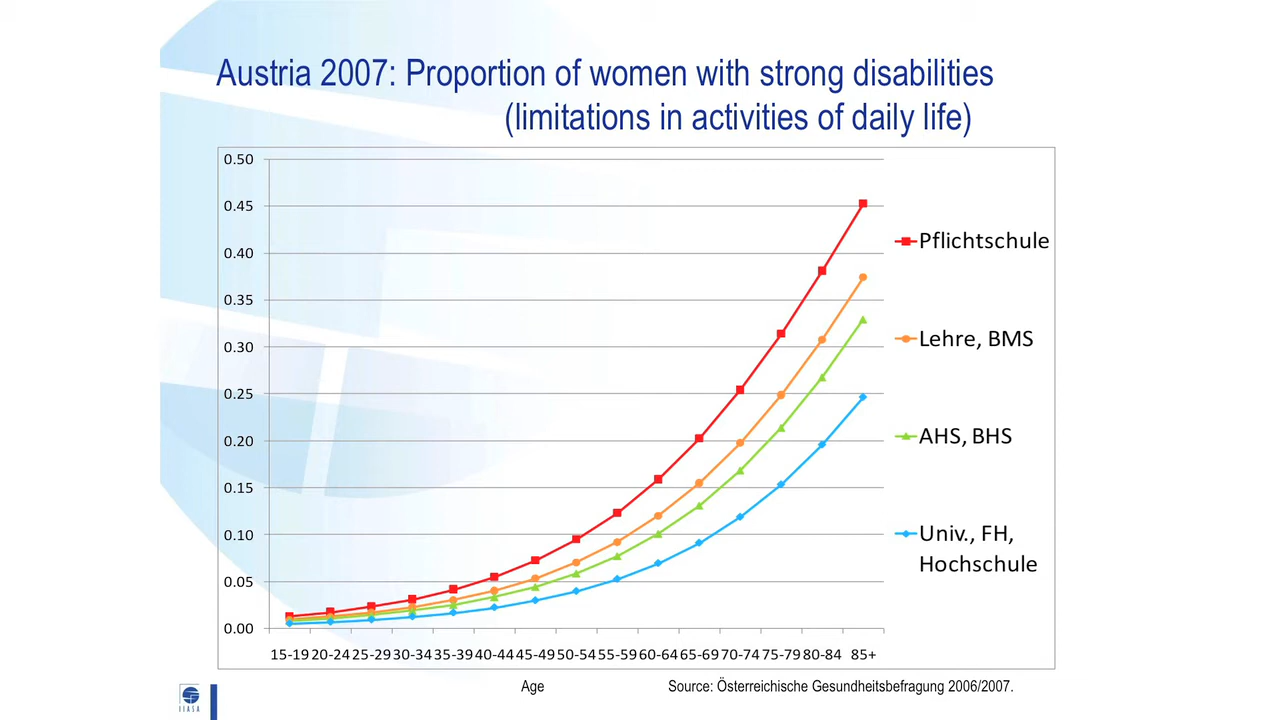 Austria 2007: Proportion of women with strong disabilities
(limitations in activities of daily life)
0.50
0.45
0.40
0.35
0.30
0.25
0.20
0.15
0.10
0.05
0.00
15-19 20-24 25-29 30-34 35-39 40-44 45-49 50-54 55-59 60-64 65-69 70-74 75-79 80-84 85+
Pflichtschule
Lehre, BMS
AHS, BHS
Univ., FH,
Hochschule
Age
Source: Österreichische Gesundheitsbefragung 2006/2007.
IIASA